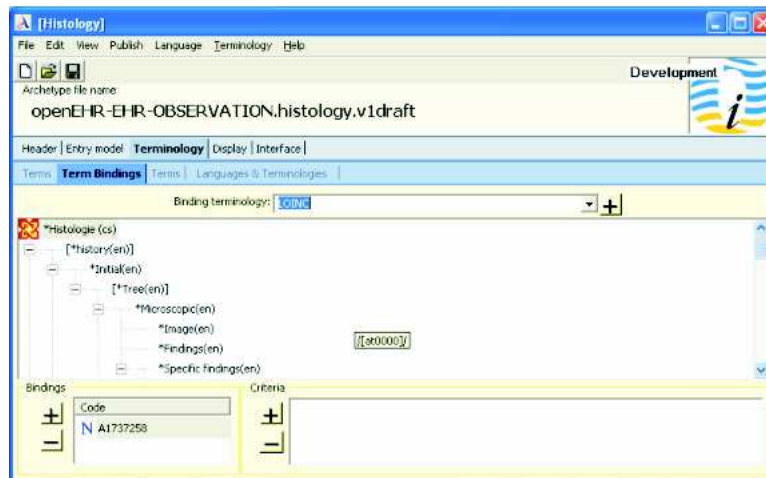 [Histology]
File Edit View Publish Language Terminology Help
Development
Archetype file name
openEHR-EHR-OBSERVATION.histology.v1draft
Header Entry model Terminology Display Interface
Terms Term Bindings Terms Languages & Terminologies
Binding terminology: LOINC
*Histologie (cs)
[*history(en)]
*Initial(en)
[*Tree(en)]
*Microscopic(en)
*Image(en)
*Findings(en)
/[at0000]/
*Specific findings(en)
Bindings Criteria
Code
N A1737258